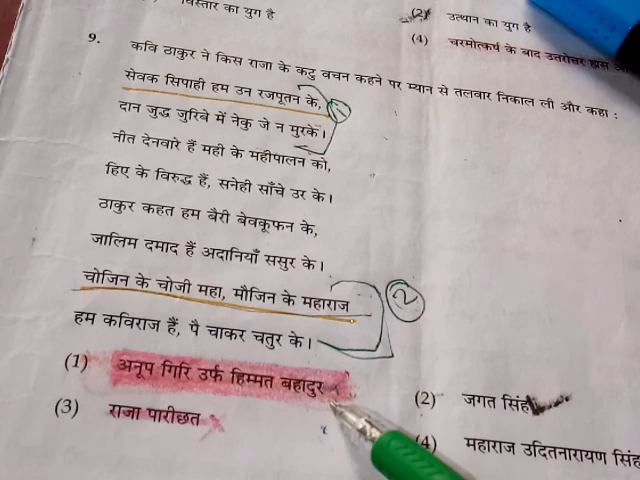 विस्तार का युग है
(2) उत्थान का युग है
(4) चरमोत्कर्ष के बाद उत्तरोत्तर ह्रास
9. कवि ठाकुर ने किस राजा के कटु वचन कहने पर म्यान से तलवार निकाल ली और कहा :
सेवक सिपाही हम उन रजपूतन के,
दान जुद्ध जुरिबे में नेकु जे न मुरके।
नीत देनवारे हैं मही के महीपालन को,
हिए के विरुद्ध हैं, सनेही साँचे उर के।
ठाकुर कहत हम बैरी बेवकूफन के,
जालिम दमाद हैं अदानियाँ ससुर के।
चोजिन के चोजी महा, मौजिन के महाराज
हम कविराज हैं, पै चाकर चतुर के।
2
(1) अनूप गिरि उर्फ हिम्मत बहादुर
(2) जगत सिंह
(3) राजा पारीछत
(4) महाराज उदितनारायण सिंह